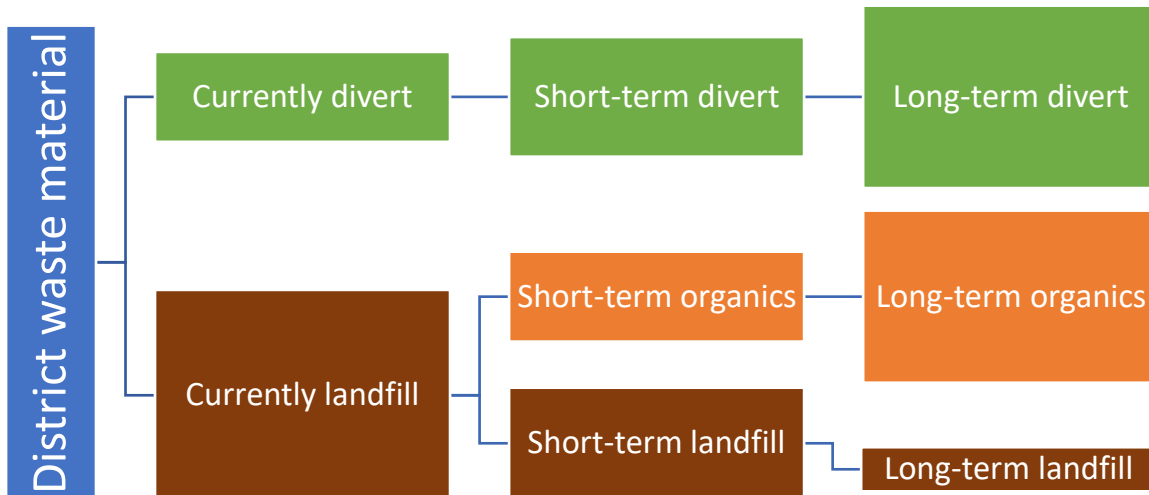 District waste material
Currently divert
Short-term divert
Long-term divert
Currently landfill
Short-term organics
Long-term organics
Short-term landfill
Long-term landfill